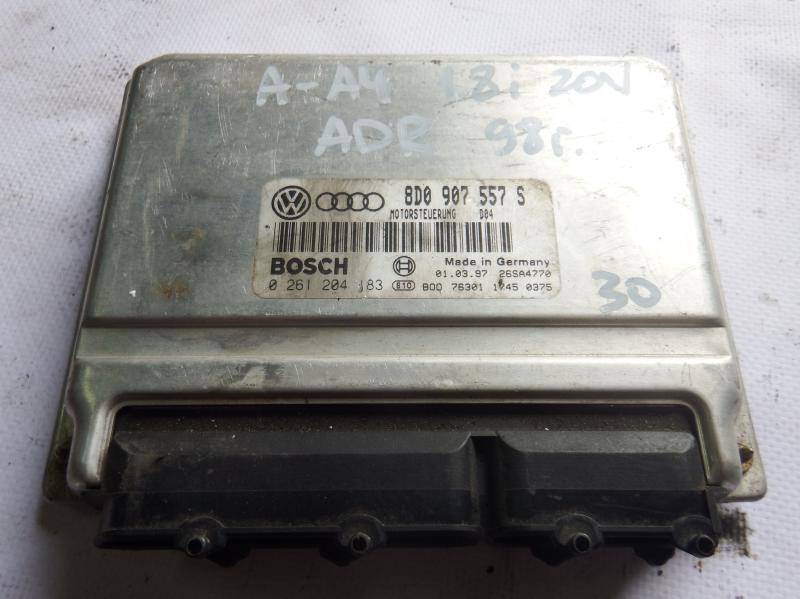 A-A4 1.8i 20V
ADR 98г.
8D0 907 557 S
MOTORSTEUERUNG D04
BOSCH Made in Germany
01.03.97 26SA4770
0 261 204 183 B00 76301 1745 0375
30